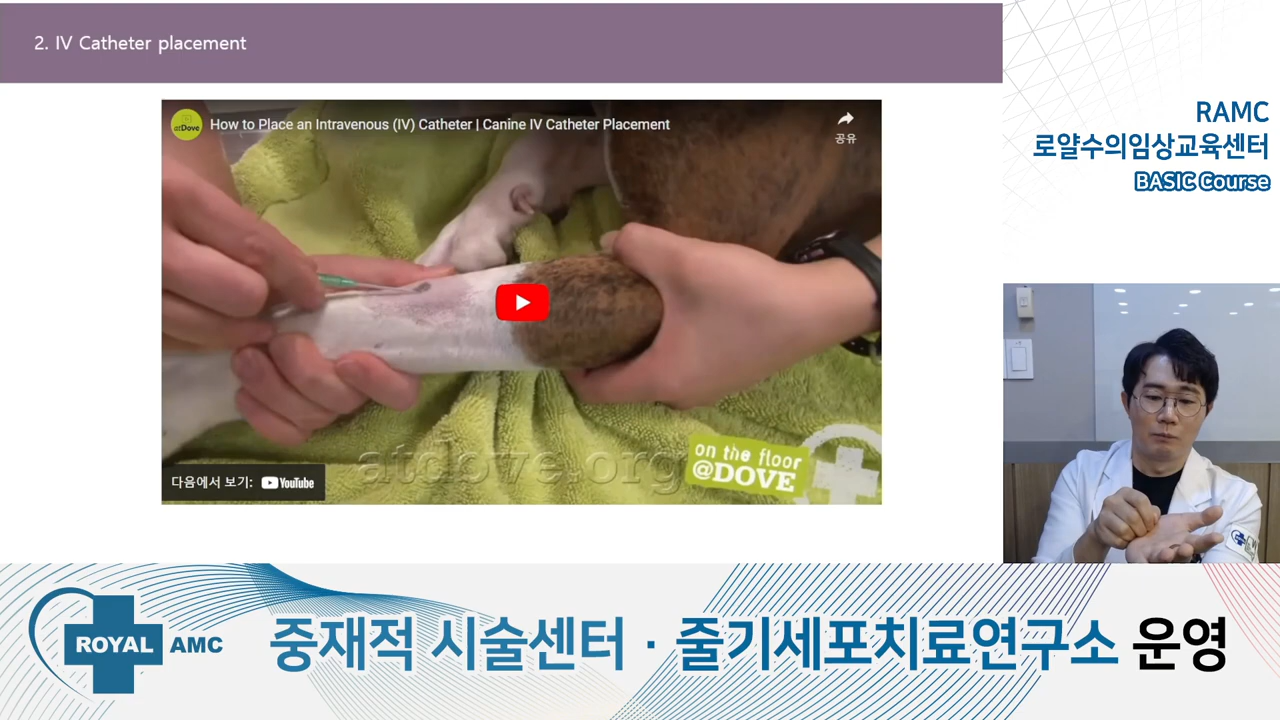 2. IV Catheter placement
atDove
How to Place an Intravenous (IV) Catheter | Canine IV Catheter Placement
공유
atdove.org
on the floor
@DOVE
다음에서 보기: YouTube
RAMC
로얄수의임상교육센터
BASIC Course
ROYAL AMC
중재적 시술센터 · 줄기세포치료연구소 운영